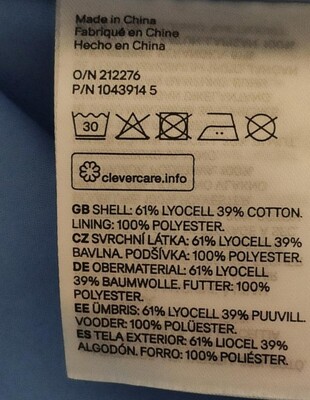 Made in China
Fabriqué en Chine
Hecho en China
O/N 212276
P/N 1043914 5
30
clevercare.info
GB SHELL: 61% LYOCELL 39% COTTON.
LINING: 100% POLYESTER.
CZ SVRCHNÍ LÁTKA: 61% LYOCELL 39%
BAVLNA. PODŠÍVKA: 100% POLYESTER.
DE OBERMATERIAL: 61% LYOCELL
39% BAUMWOLLE. FUTTER: 100%
POLYESTER.
EE ÜMBRIS: 61% LYOCELL 39% PUUVILL.
VOODER: 100% POLÜESTER.
ES TELA EXTERIOR: 61% LIOCEL 39%
ALGODÓN. FORRO: 100% POLIÉSTER.